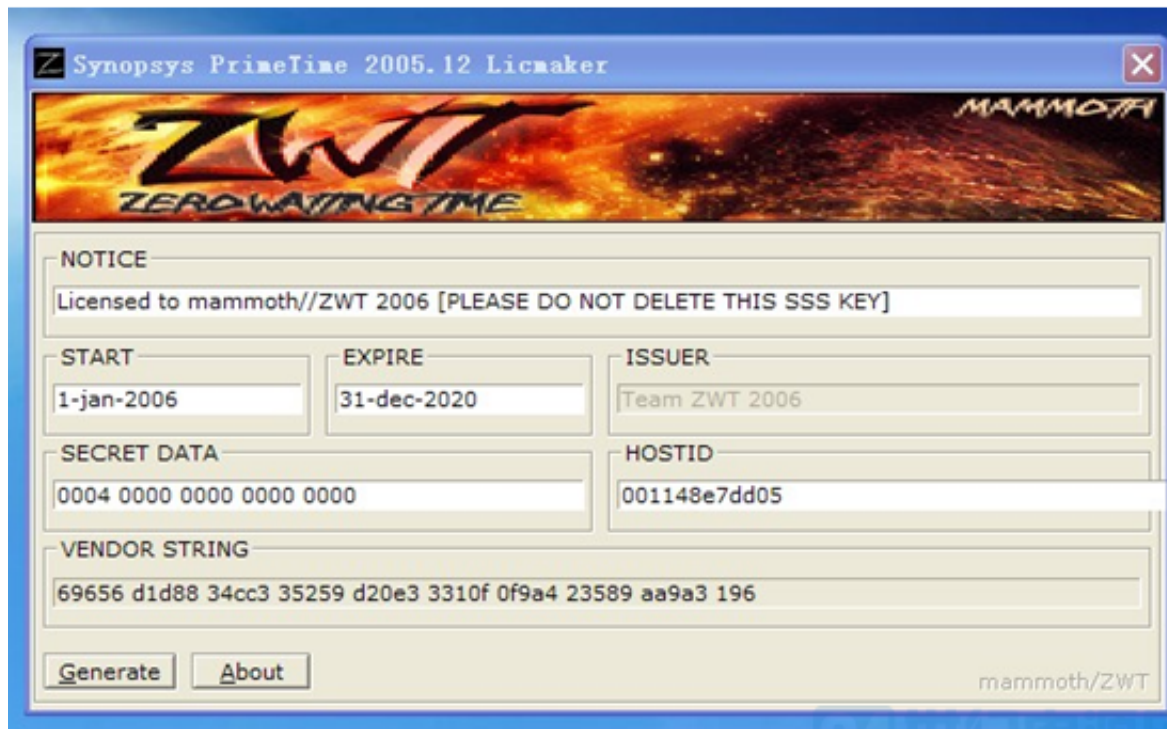 Synopsys PrimeTime 2005.12 Licmaker
MAMMOTH
ZWT
ZERO WAITING TIME
NOTICE
Licensed to mammoth//ZWT 2006 [PLEASE DO NOT DELETE THIS SSS KEY]
START EXPIRE ISSUER
1-jan-2006 31-dec-2020 Team ZWT 2006
SECRET DATA HOSTID
0004 0000 0000 0000 0000 001148e7dd05
VENDOR STRING
69656 d1d88 34cc3 35259 d20e3 3310f 0f9a4 23589 aa9a3 196
Generate About mammoth/ZWT